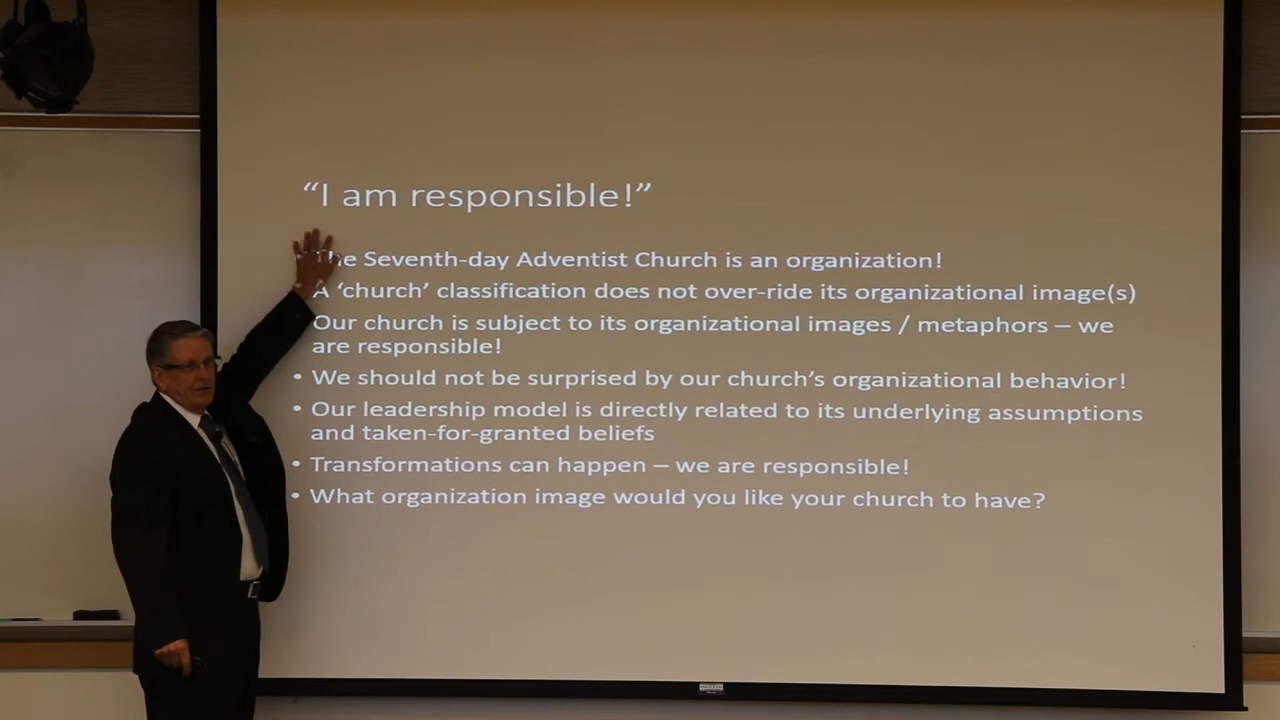 “I am responsible!”
• The Seventh-day Adventist Church is an organization!
A ‘church’ classification does not over-ride its organizational image(s)
Our church is subject to its organizational images / metaphors – we
are responsible!
• We should not be surprised by our church’s organizational behavior!
• Our leadership model is directly related to its underlying assumptions
and taken-for-granted beliefs
• Transformations can happen – we are responsible!
• What organization image would you like your church to have?